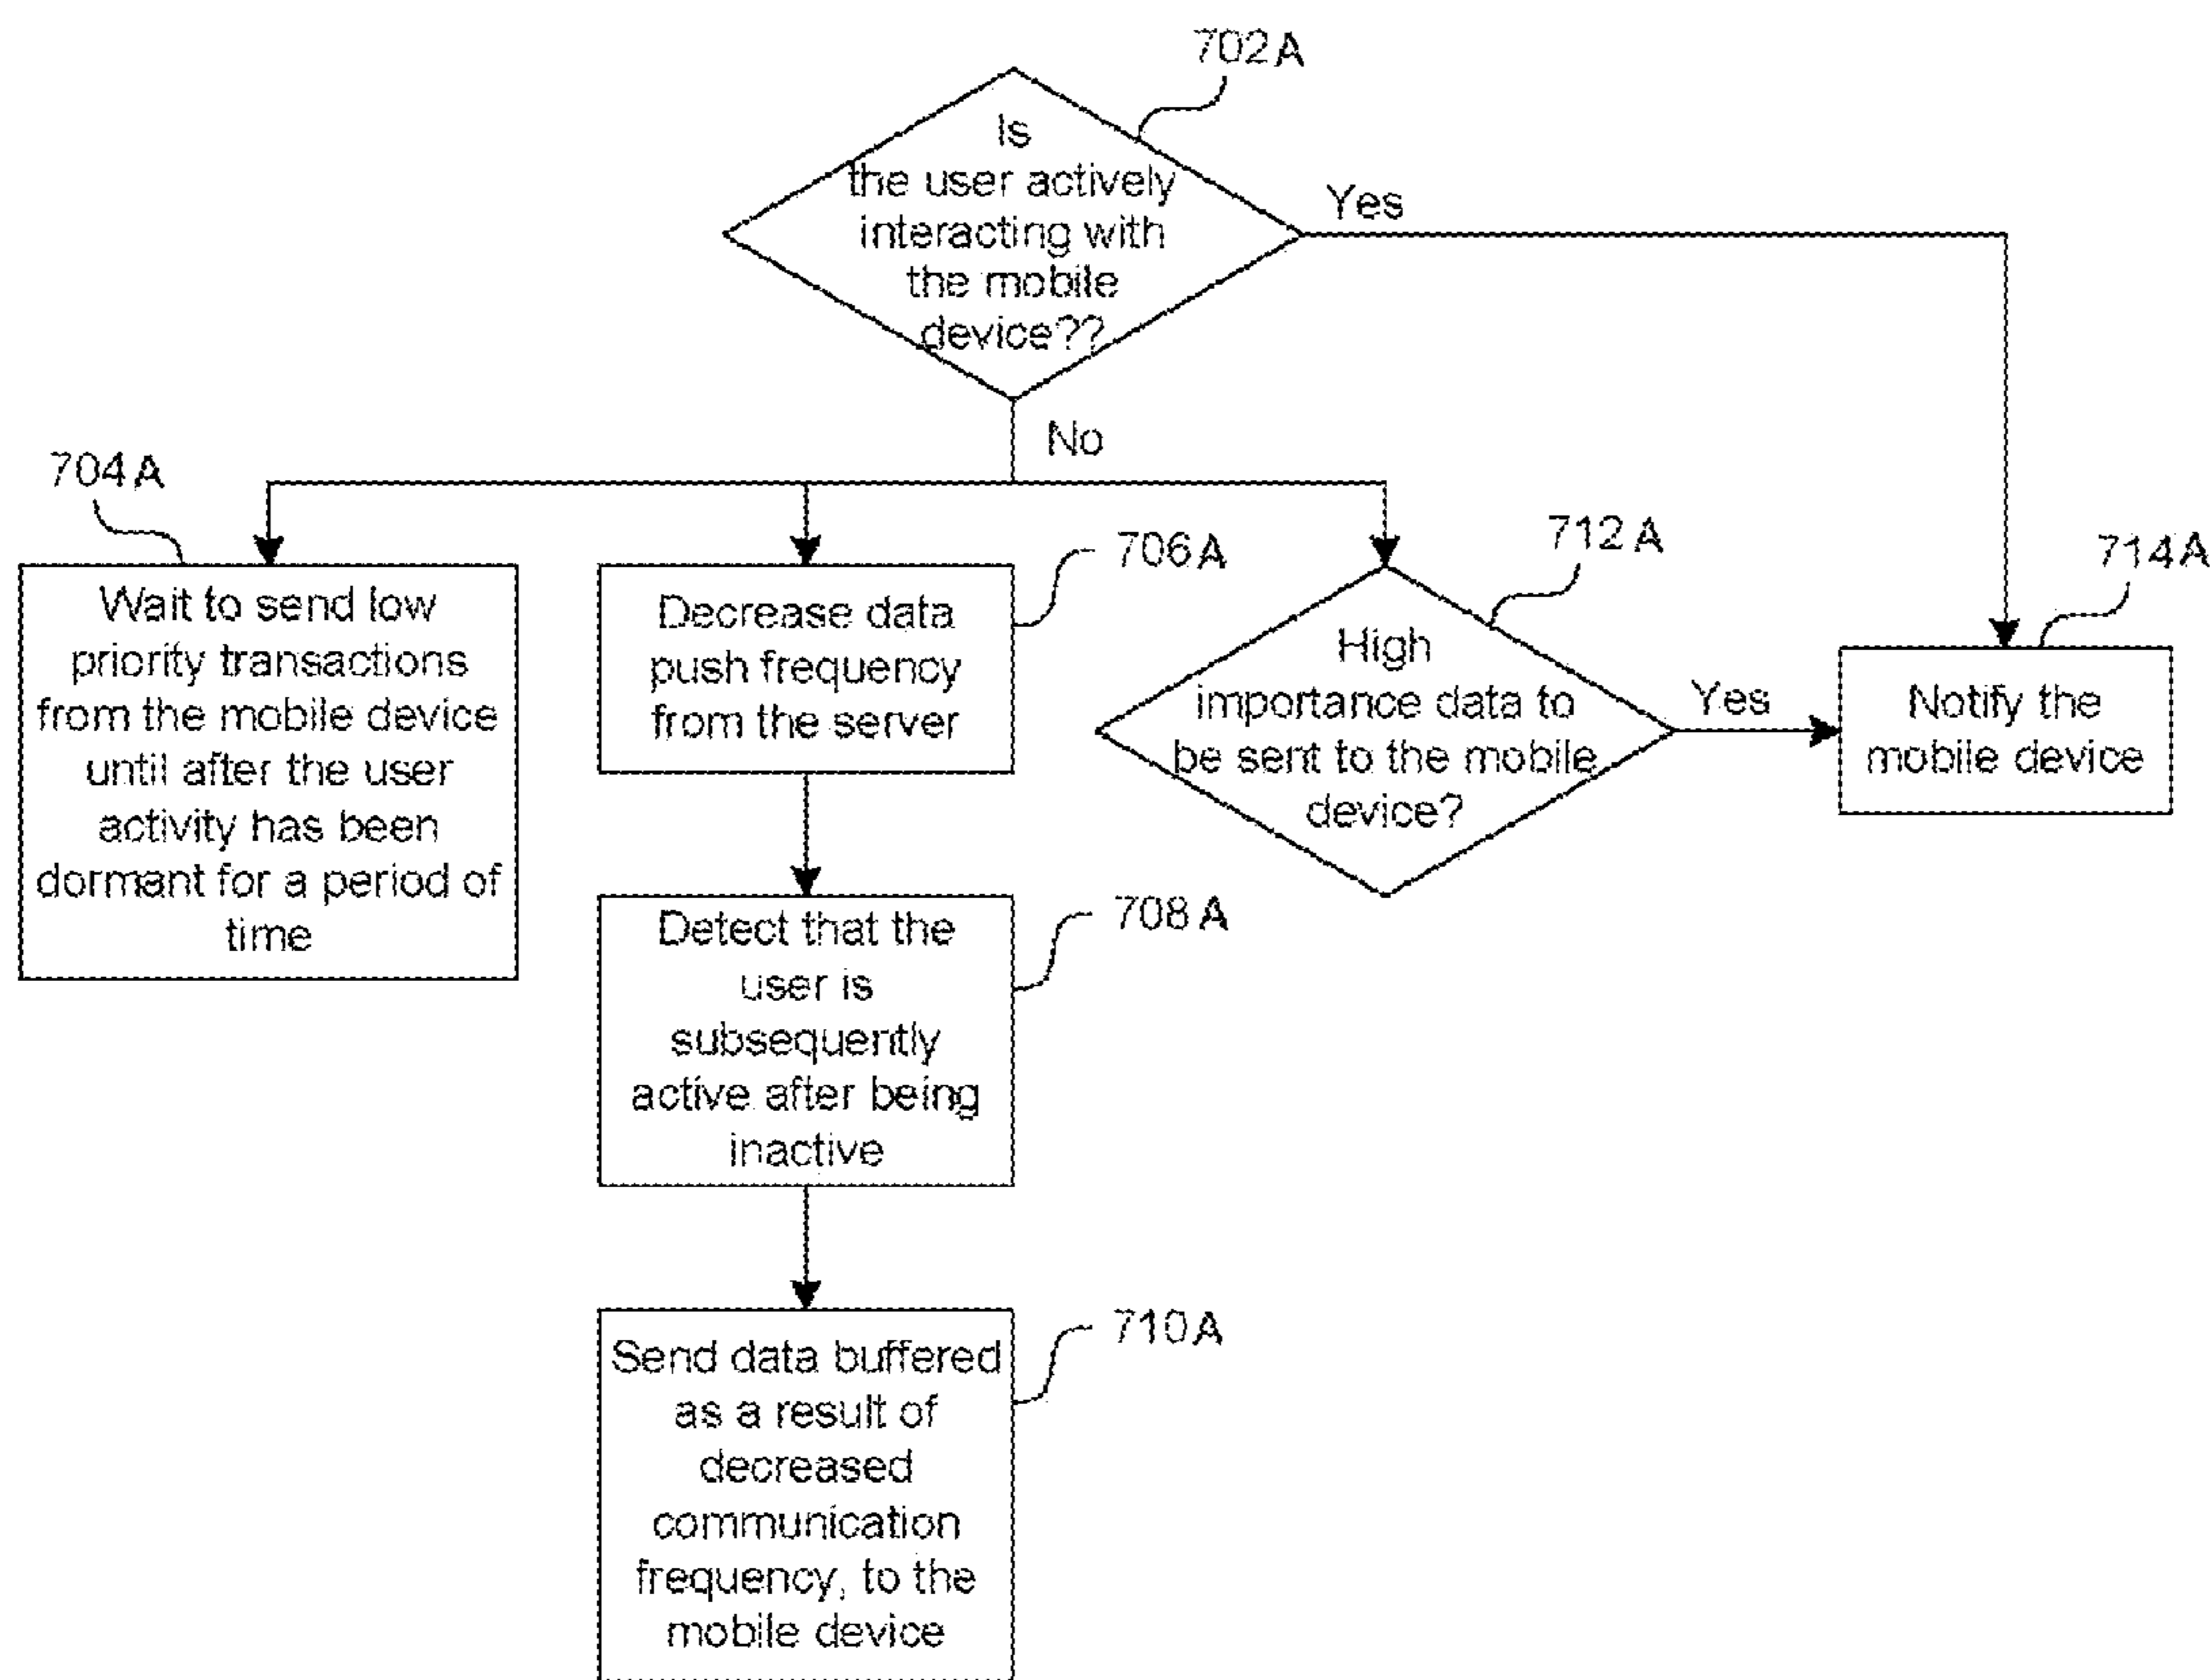 702A
Is
the user actively
interacting with
the mobile
device??
Yes
No
704A
Wait to send low
priority transactions
from the mobile device
until after the user
activity has been
dormant for a period of
time
706A
Decrease data
push frequency
from the server
712A
High
importance data to
be sent to the mobile
device?
Yes
714A
Notify the
mobile device
708A
Detect that the
user is
subsequently
active after being
inactive
710A
Send data buffered
as a result of
decreased
communication
frequency, to the
mobile device